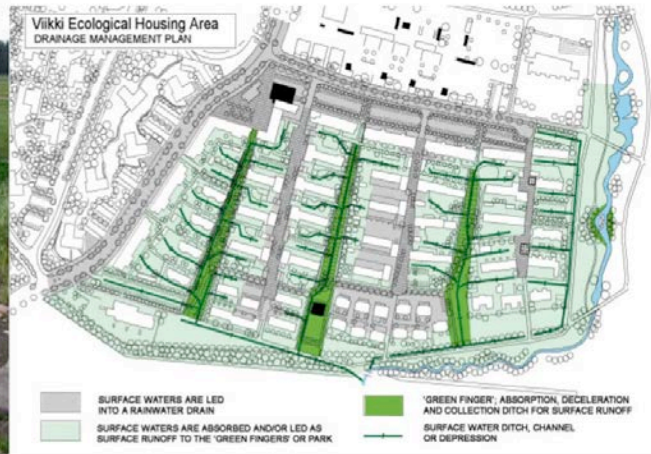 Viikki Ecological Housing Area
DRAINAGE MANAGEMENT PLAN
SURFACE WATERS ARE LED
INTO A RAINWATER DRAIN
SURFACE WATERS ARE ABSORBED AND/OR LED AS
SURFACE RUNOFF TO THE 'GREEN FINGERS' OR PARK
'GREEN FINGER'; ABSORPTION, DECELERATION
AND COLLECTION DITCH FOR SURFACE RUNOFF
SURFACE WATER DITCH, CHANNEL
OR DEPRESSION